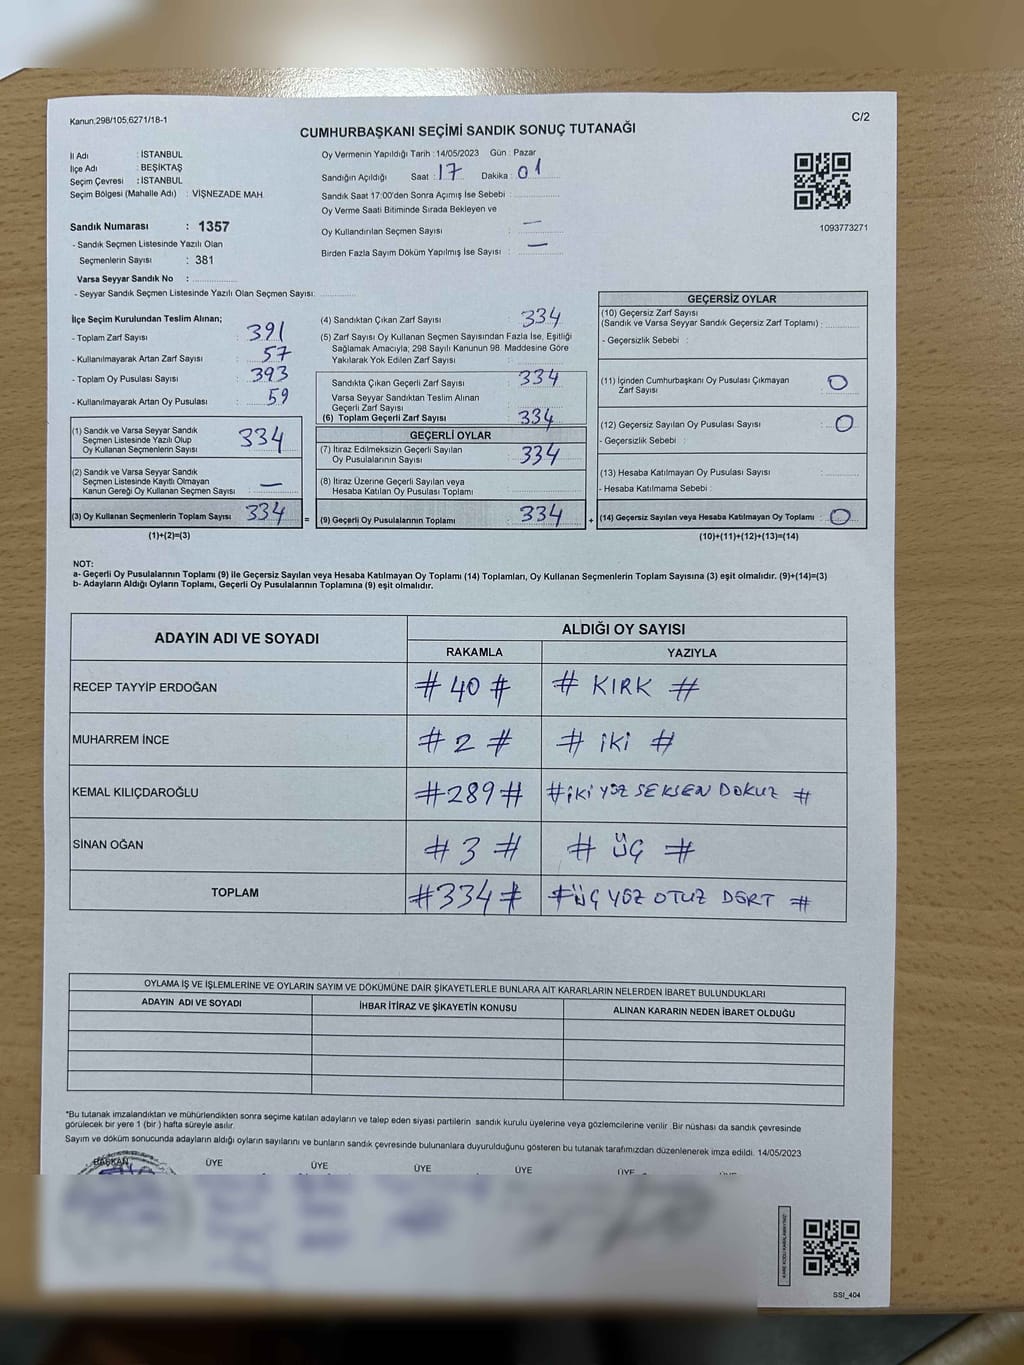 Kanun;298/105;6271/18-1
C/2
CUMHURBAŞKANI SEÇİMİ SANDIK SONUÇ TUTANAĞI
İl Adı : İSTANBUL
İlçe Adı : BEŞİKTAŞ
Seçim Çevresi : İSTANBUL
Seçim Bölgesi (Mahalle Adı) : VİŞNEZADE MAH.
Oy Vermenin Yapıldığı Tarih : 14/05/2023 Gün : Pazar
Sandığın Açıldığı Saat : 17 Dakika : 01
Sandık Saat 17:00'den Sonra Açımış İse Sebebi :
Oy Verme Saati Bitiminde Sırada Bekleyen ve
Oy Kullandırılan Seçmen Sayısı : —
Birden Fazla Sayım Döküm Yapılmış İse Sayısı : —
1093773271
Sandık Numarası : 1357
- Sandık Seçmen Listesinde Yazılı Olan
Seçmenlerin Sayısı : 381
Varsa Seyyar Sandık No :
- Seyyar Sandık Seçmen Listesinde Yazılı Olan Seçmen Sayısı:
İlçe Seçim Kurulundan Teslim Alınan;
- Toplam Zarf Sayısı : 391
- Kullanılmayarak Artan Zarf Sayısı : 57
- Toplam Oy Pusulası Sayısı : 393
- Kullanılmayarak Artan Oy Pusulası : 59
(1) Sandık ve Varsa Seyyar Sandık
Seçmen Listesinde Yazılı Olup
Oy Kullanan Seçmenlerin Sayısı 334
(2) Sandık ve Varsa Seyyar Sandık
Seçmen Listesinde Kayıtlı Olmayan
Kanun Gereği Oy Kullanan Seçmen Sayısı : —
(3) Oy Kullanan Seçmenlerin Toplam Sayısı : 334
(1)+(2)=(3)
(4) Sandıktan Çıkan Zarf Sayısı : 334
(5) Zarf Sayısı Oy Kullanan Seçmen Sayısından Fazla İse, Eşitliği
Sağlamak Amacıyla, 298 Sayılı Kanunun 98. Maddesine Göre
Yakılarak Yok Edilen Zarf Sayısı :
Sandıkta Çıkan Geçerli Zarf Sayısı : 334
Varsa Seyyar Sandıktan Teslim Alınan
Geçerli Zarf Sayısı :
(6) Toplam Geçerli Zarf Sayısı : 334
GEÇERLİ OYLAR
(7) İtiraz Edilmeksizin Geçerli Sayılan
Oy Pusulalarının Sayısı : 334
(8) İtiraz Üzerine Geçerli Sayılan veya
Hesaba Katılan Oy Pusulası Toplamı :
= (9) Geçerli Oy Pusulalarının Toplamı : 334
GEÇERSİZ OYLAR
(10) Geçersiz Zarf Sayısı
(Sandık ve Varsa Seyyar Sandık Geçersiz Zarf Toplamı) :
- Geçersizlik Sebebi :
(11) İçinden Cumhurbaşkanı Oy Pusulası Çıkmayan
Zarf Sayısı : 0
(12) Geçersiz Sayılan Oy Pusulası Sayısı : 0
- Geçersizlik Sebebi :
(13) Hesaba Katılmayan Oy Pusulası Sayısı :
- Hesaba Katılmama Sebebi :
+ (14) Geçersiz Sayılan veya Hesaba Katılmayan Oy Toplamı : 0
(10)+(11)+(12)+(13)=(14)
NOT:
a- Geçerli Oy Pusulalarının Toplamı (9) ile Geçersiz Sayılan veya Hesaba Katılmayan Oy Toplamı (14) Toplamları, Oy Kullanan Seçmenlerin Toplam Sayısına (3) eşit olmalıdır. (9)+(14)=(3)
b- Adayların Aldığı Oyların Toplamı, Geçerli Oy Pusulalarının Toplamına (9) eşit olmalıdır.
ADAYIN ADI VE SOYADI
ALDIĞI OY SAYISI
RAKAMLA YAZIYLA
RECEP TAYYİP ERDOĞAN # 40 # # KIRK #
MUHARREM İNCE # 2 # # İKİ #
KEMAL KILIÇDAROĞLU #289# #İKİ YÜZ SEKSEN DOKUZ #
SİNAN OĞAN # 3 # # ÜÇ #
TOPLAM #334# #ÜÇ YÜZ OTUZ DÖRT #
OYLAMA İŞ VE İŞLEMLERİNE VE OYLARIN SAYIM VE DÖKÜMÜNE DAİR ŞİKAYETLERLE BUNLARA AİT KARARLARIN NELERDEN İBARET BULUNDUKLARI
ADAYIN ADI VE SOYADI İHBAR İTİRAZ VE ŞİKAYETİN KONUSU ALINAN KARARIN NEDEN İBARET OLDUĞU
*Bu tutanak imzalandıktan ve mühürlendikten sonra seçime katılan adayların ve talep eden siyasi partilerin sandık kurulu üyelerine veya gözlemcilerine verilir .Bir nüshası da sandık çevresinde
görülecek bir yere 1 (bir ) hafta süreyle asılır.
Sayım ve döküm sonucunda adayların aldığı oyların sayılarını ve bunların sandık çevresinde bulunanlara duyurulduğunu gösteren bu tutanak tarafımızdan düzenlenerek imza edildi. 14/05/2023
BAŞKAN ÜYE ÜYE ÜYE ÜYE ÜYE
SSI_404